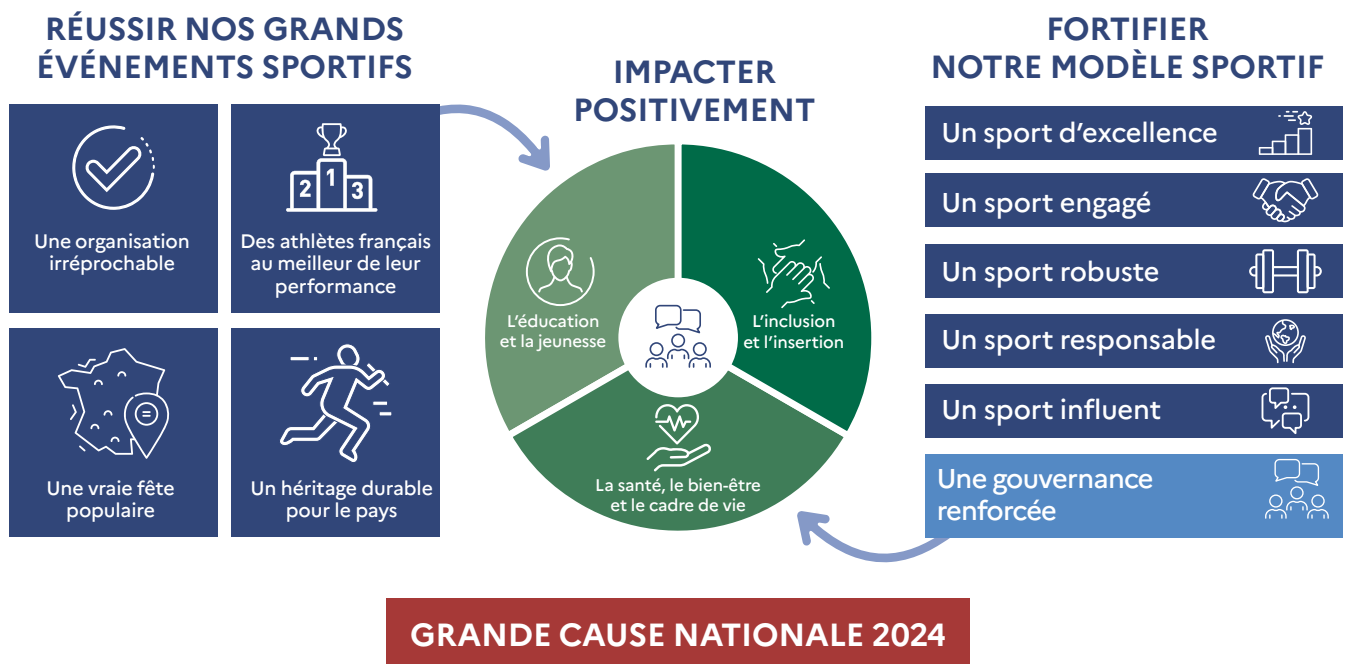 RÉUSSIR NOS GRANDS
ÉVÉNEMENTS SPORTIFS
Une organisation
irréprochable
2 1 3
Des athlètes français
au meilleur de leur
performance
Une vraie fête
populaire
Un héritage durable
pour le pays
IMPACTER
POSITIVEMENT
L'éducation
et la jeunesse
L'inclusion
et l'insertion
La santé, le bien-être
et le cadre de vie
FORTIFIER
NOTRE MODÈLE SPORTIF
Un sport d'excellence
Un sport engagé
Un sport robuste
Un sport responsable
Un sport influent
Une gouvernance
renforcée
GRANDE CAUSE NATIONALE 2024